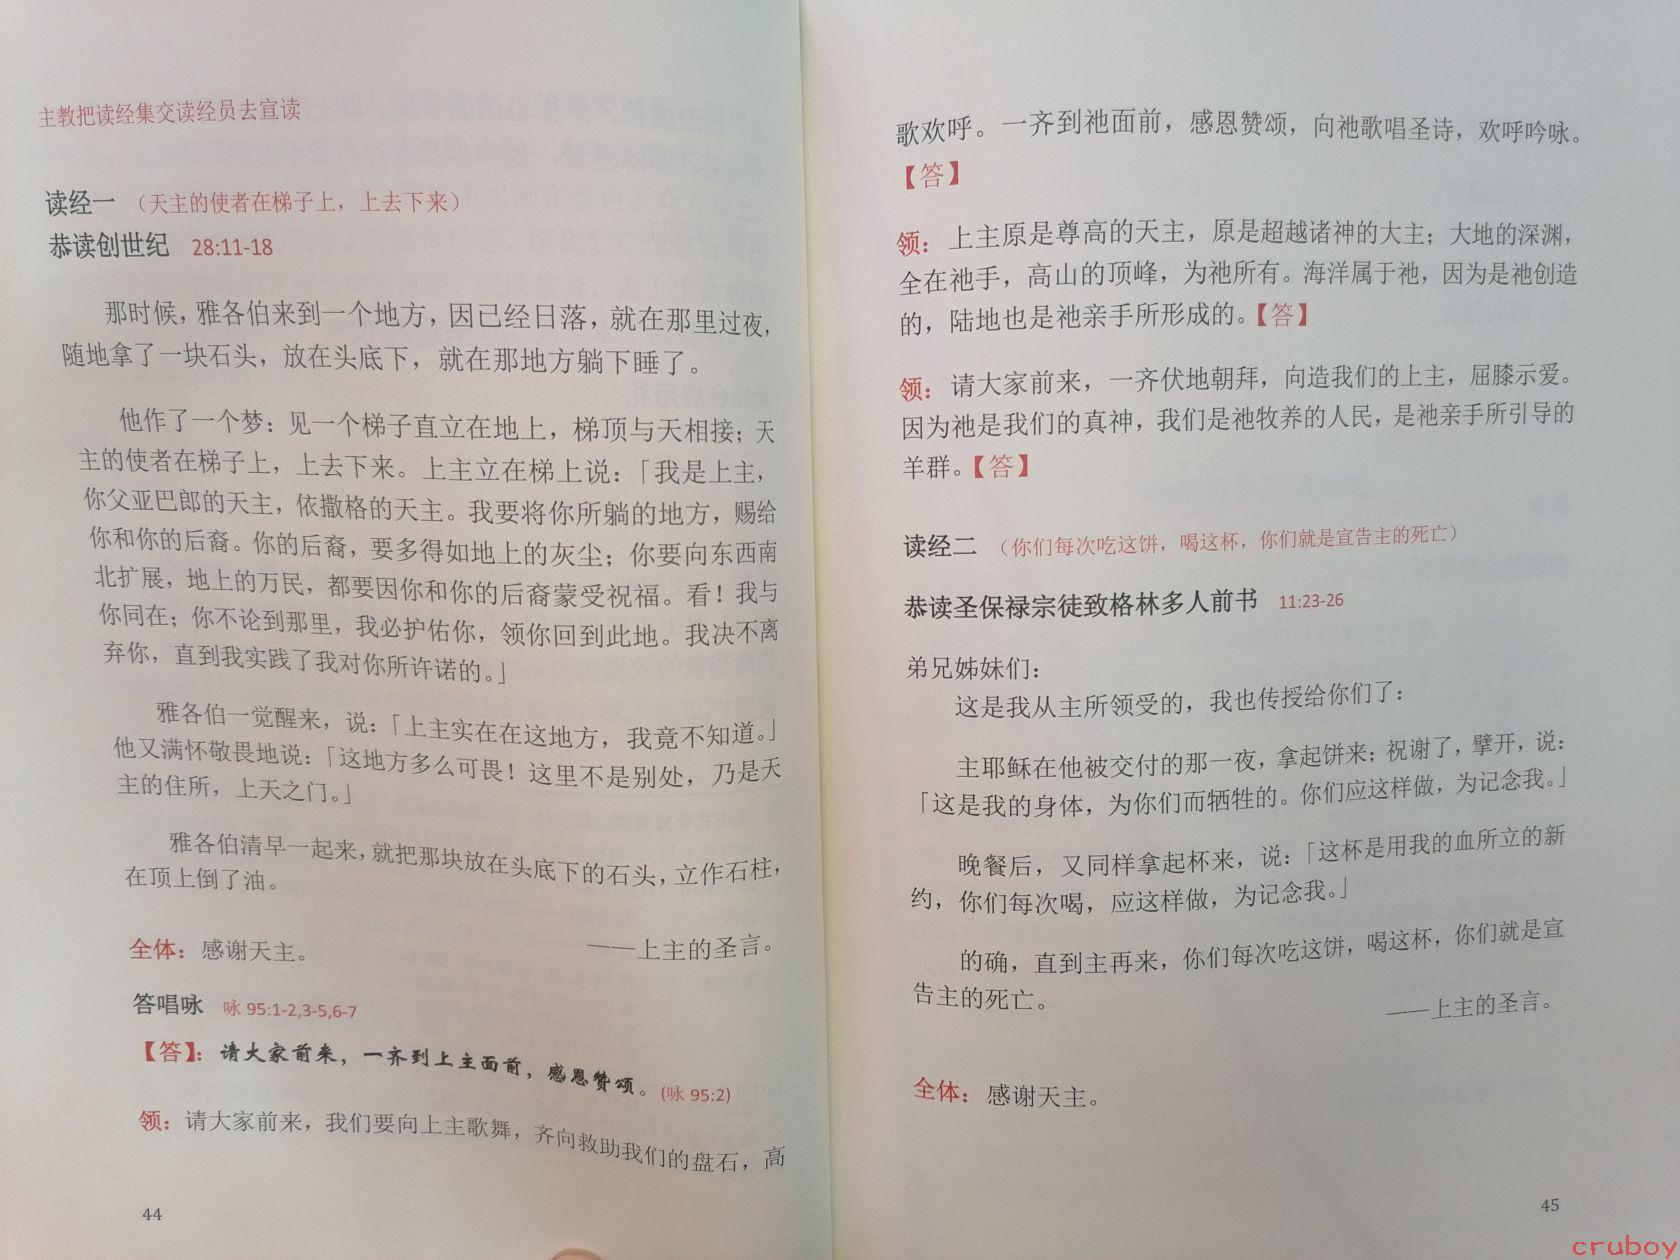 主教把读经集交读经员去宣读
读经一 （天主的使者在梯子上，上去下来）
恭读创世纪 28:11-18
那时候，雅各伯来到一个地方，因已经日落，就在那里过夜，
随地拿了一块石头，放在头底下，就在那地方躺下睡了。
他作了一个梦：见一个梯子直立在地上，梯顶与天相接；天
主的使者在梯子上，上去下来。上主立在梯上说：「我是上主，
你父亚巴郎的天主，依撒格的天主。我要将你所躺的地方，赐给
你和你的后裔。你的后裔，要多得如地上的灰尘；你要向东西南
北扩展，地上的万民，都要因你和你的后裔蒙受祝福。看！我与
你同在；你不论到那里，我必护佑你，领你回到此地。我决不离
弃你，直到我实践了我对你所许诺的。」
雅各伯一觉醒来，说：「上主实在在这地方，我竟不知道。」
他又满怀敬畏地说：「这地方多么可畏！这里不是别处，乃是天
主的住所，上天之门。」
雅各伯清早一起来，就把那块放在头底下的石头，立作石柱，
在顶上倒了油。
——上主的圣言。
全体：感谢天主。
答唱咏 咏 95:1-2,3-5,6-7
【答】：请大家前来，一齐到上主面前，感恩赞颂。(咏 95:2)
领：请大家前来，我们要向上主歌舞，齐向救助我们的盘石，高
44
歌欢呼。一齐到祂面前，感恩赞颂，向祂歌唱圣诗，欢呼吟咏。
【答】
领：上主原是尊高的天主，原是超越诸神的大主；大地的深渊，
全在祂手，高山的顶峰，为祂所有。海洋属于祂，因为是祂创造
的，陆地也是祂亲手所形成的。【答】
领：请大家前来，一齐伏地朝拜，向造我们的上主，屈膝示爱。
因为祂是我们的真神，我们是祂牧养的人民，是祂亲手所引导的
羊群。【答】
读经二 （你们每次吃这饼，喝这杯，你们就是宣告主的死亡）
恭读圣保禄宗徒致格林多人前书 11:23-26
弟兄姊妹们：
这是我从主所领受的，我也传授给你们了：
主耶稣在他被交付的那一夜，拿起饼来；祝谢了，擘开，说：
「这是我的身体，为你们而牺牲的。你们应这样做，为记念我。」
晚餐后，又同样拿起杯来，说：「这杯是用我的血所立的新
约，你们每次喝，应这样做，为记念我。」
的确，直到主再来，你们每次吃这饼，喝这杯，你们就是宣
告主的死亡。
——上主的圣言。
全体：感谢天主。
45
cruboy